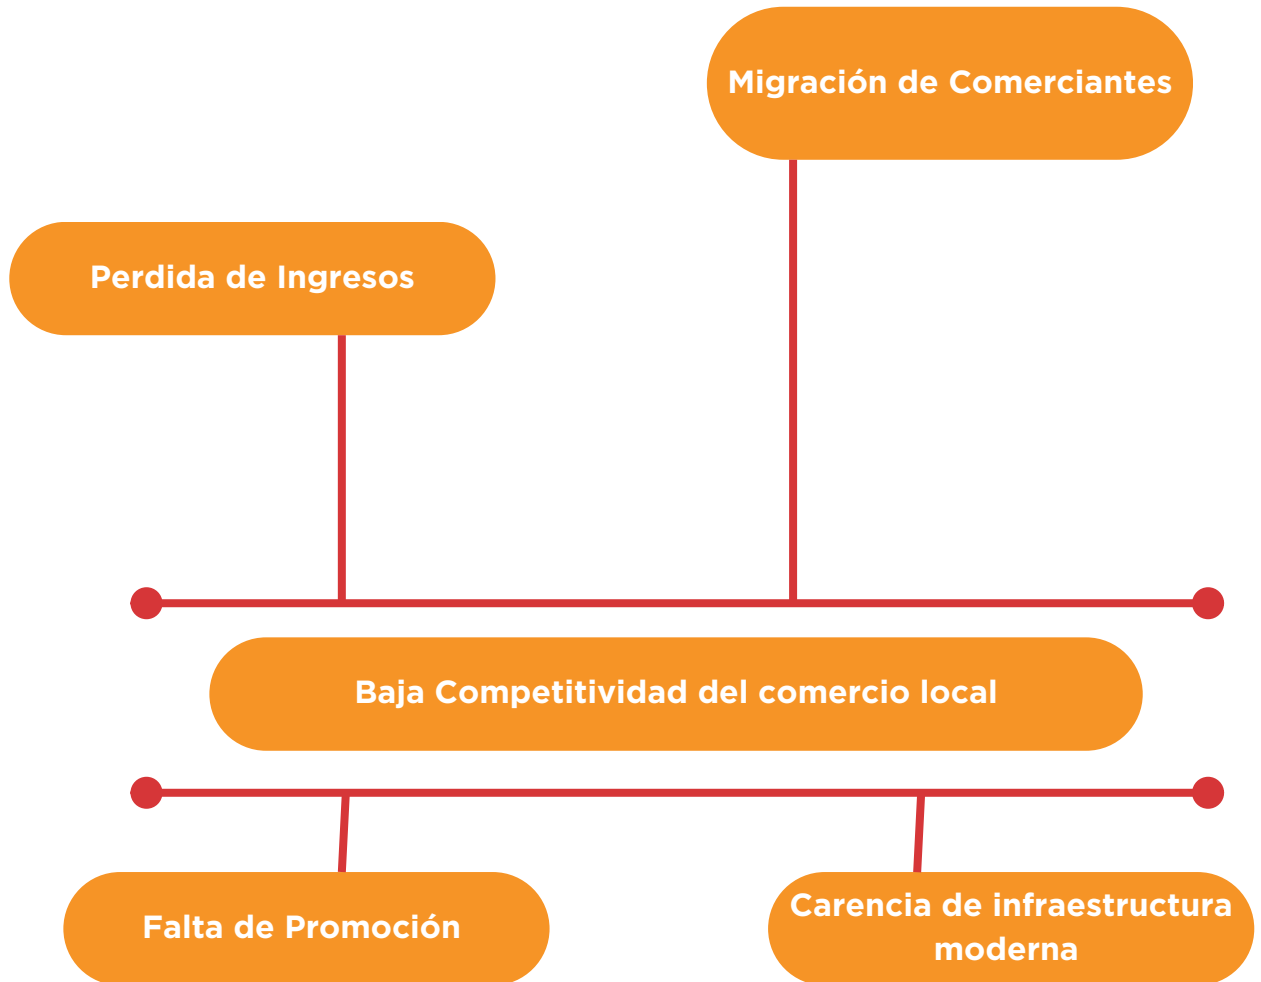 Migración de Comerciantes
Perdida de Ingresos
Baja Competitividad del comercio local
Falta de Promoción
Carencia de infraestructura
moderna